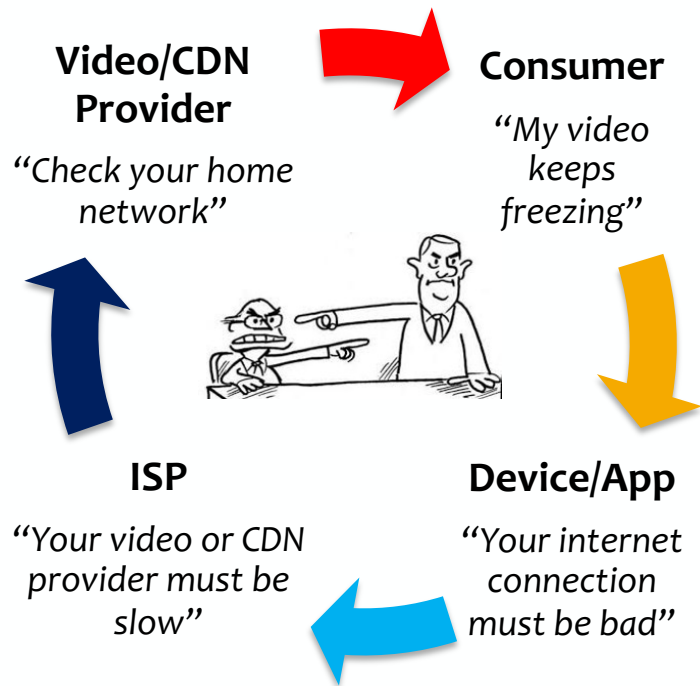 Video/CDN
Provider
“Check your home
network”
Consumer
“My video
keeps
freezing”
Device/App
“Your internet
connection
must be bad”
ISP
“Your video or CDN
provider must be
slow”